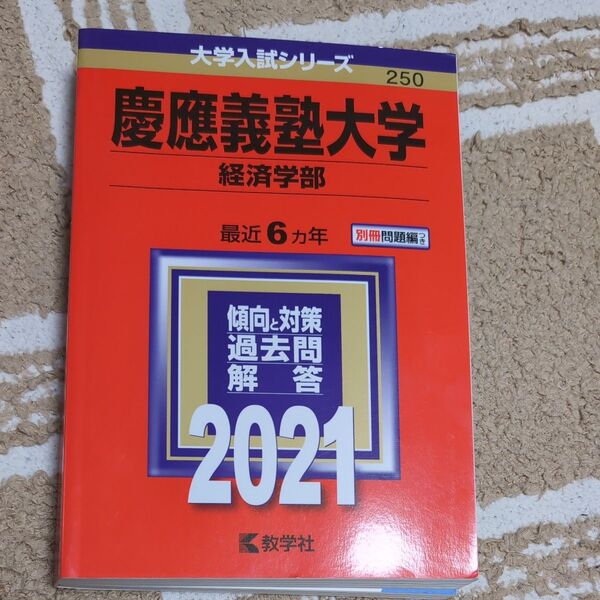 大学入試シリーズ
250
慶應義塾大学
経済学部
最近6カ年
別冊問題編つき
傾向と対策
過去問
解答
2021
教学社